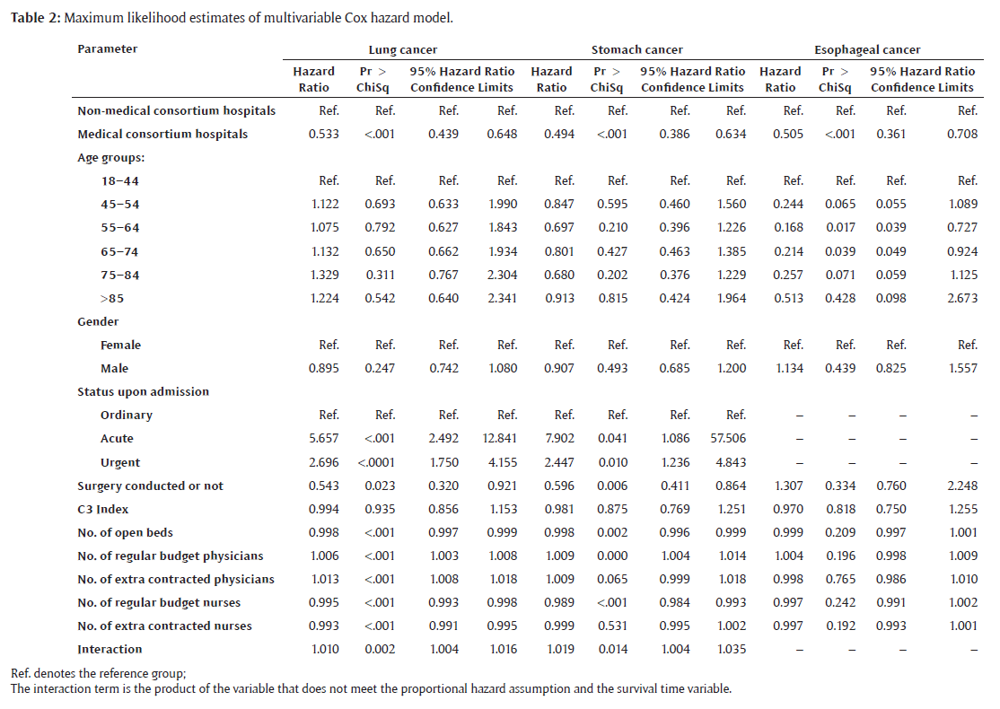 Table 2: Maximum likelihood estimates of multivariable Cox hazard model.
Parameter Lung cancer Stomach cancer Esophageal cancer
Hazard Pr > 95% Hazard Ratio Hazard Pr > 95% Hazard Ratio Hazard Pr > 95% Hazard Ratio
Ratio ChiSq Confidence Limits Ratio ChiSq Confidence Limits Ratio ChiSq Confidence Limits
Non-medical consortium hospitals Ref. Ref. Ref. Ref. Ref. Ref. Ref. Ref. Ref. Ref. Ref. Ref.
Medical consortium hospitals 0.533 <.001 0.439 0.648 0.494 <.001 0.386 0.634 0.505 <.001 0.361 0.708
Age groups:
18–44 Ref. Ref. Ref. Ref. Ref. Ref. Ref. Ref. Ref. Ref. Ref. Ref.
45–54 1.122 0.693 0.633 1.990 0.847 0.595 0.460 1.560 0.244 0.065 0.055 1.089
55–64 1.075 0.792 0.627 1.843 0.697 0.210 0.396 1.226 0.168 0.017 0.039 0.727
65–74 1.132 0.650 0.662 1.934 0.801 0.427 0.463 1.385 0.214 0.039 0.049 0.924
75–84 1.329 0.311 0.767 2.304 0.680 0.202 0.376 1.229 0.257 0.071 0.059 1.125
>85 1.224 0.542 0.640 2.341 0.913 0.815 0.424 1.964 0.513 0.428 0.098 2.673
Gender
Female Ref. Ref. Ref. Ref. Ref. Ref. Ref. Ref. Ref. Ref. Ref. Ref.
Male 0.895 0.247 0.742 1.080 0.907 0.493 0.685 1.200 1.134 0.439 0.825 1.557
Status upon admission
Ordinary Ref. Ref. Ref. Ref. Ref. Ref. Ref. Ref. – – – –
Acute 5.657 <.001 2.492 12.841 7.902 0.041 1.086 57.506 – – – –
Urgent 2.696 <.0001 1.750 4.155 2.447 0.010 1.236 4.843 – – – –
Surgery conducted or not 0.543 0.023 0.320 0.921 0.596 0.006 0.411 0.864 1.307 0.334 0.760 2.248
C3 Index 0.994 0.935 0.856 1.153 0.981 0.875 0.769 1.251 0.970 0.818 0.750 1.255
No. of open beds 0.998 <.001 0.997 0.999 0.998 0.002 0.996 0.999 0.999 0.209 0.997 1.001
No. of regular budget physicians 1.006 <.001 1.003 1.008 1.009 0.000 1.004 1.014 1.004 0.196 0.998 1.009
No. of extra contracted physicians 1.013 <.001 1.008 1.018 1.009 0.065 0.999 1.018 0.998 0.765 0.986 1.010
No. of regular budget nurses 0.995 <.001 0.993 0.998 0.989 <.001 0.984 0.993 0.997 0.242 0.991 1.002
No. of extra contracted nurses 0.993 <.001 0.991 0.995 0.999 0.531 0.995 1.002 0.997 0.192 0.993 1.001
Interaction 1.010 0.002 1.004 1.016 1.019 0.014 1.004 1.035 – – – –
Ref. denotes the reference group;
The interaction term is the product of the variable that does not meet the proportional hazard assumption and the survival time variable.